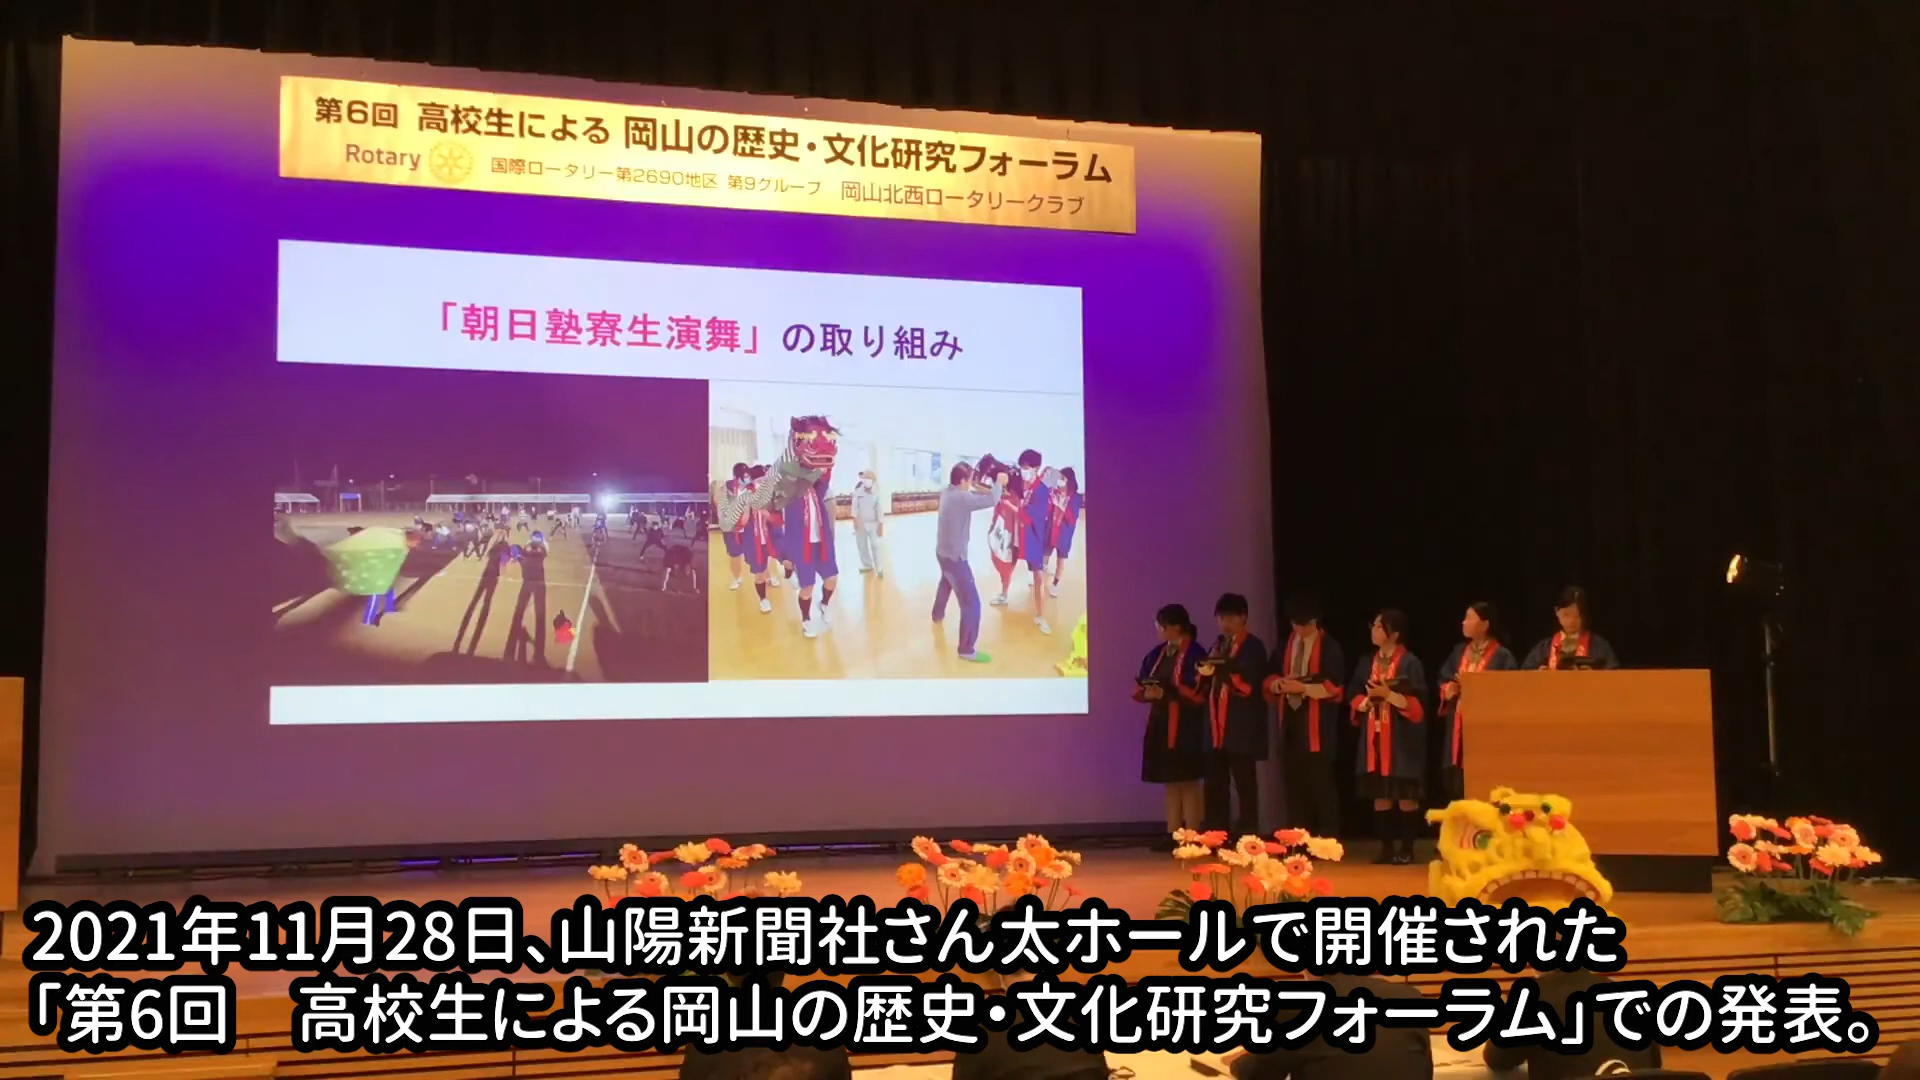 第6回 高校生による 岡山の歴史・文化研究フォーラム
Rotary 国際ロータリー第2690地区 第9グループ 岡山北西ロータリークラブ
「朝日塾寮生演舞」の取り組み
2021年11月28日、山陽新聞社さん太ホールで開催された
「第6回　高校生による岡山の歴史・文化研究フォーラム」での発表。